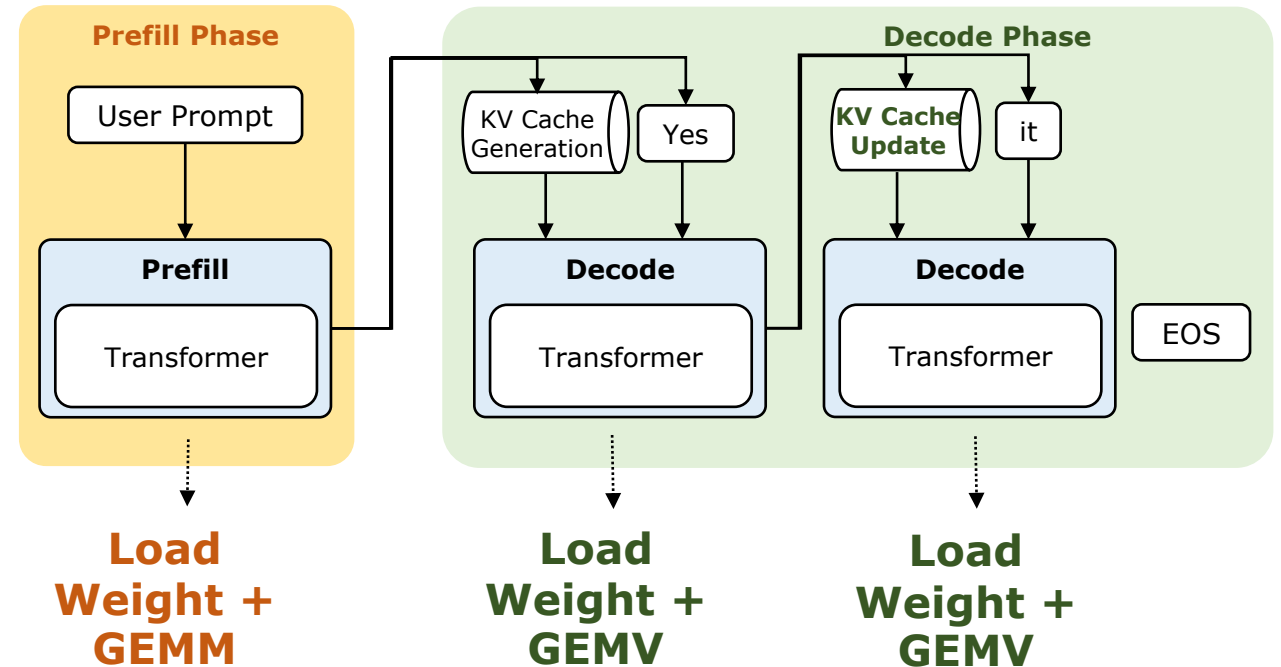 Prefill Phase
User Prompt
Prefill
Transformer
Load
Weight +
GEMM
Decode Phase
KV Cache
Generation
Yes
Decode
Transformer
Load
Weight +
GEMV
KV Cache
Update
it
Decode
Transformer
EOS
Load
Weight +
GEMV